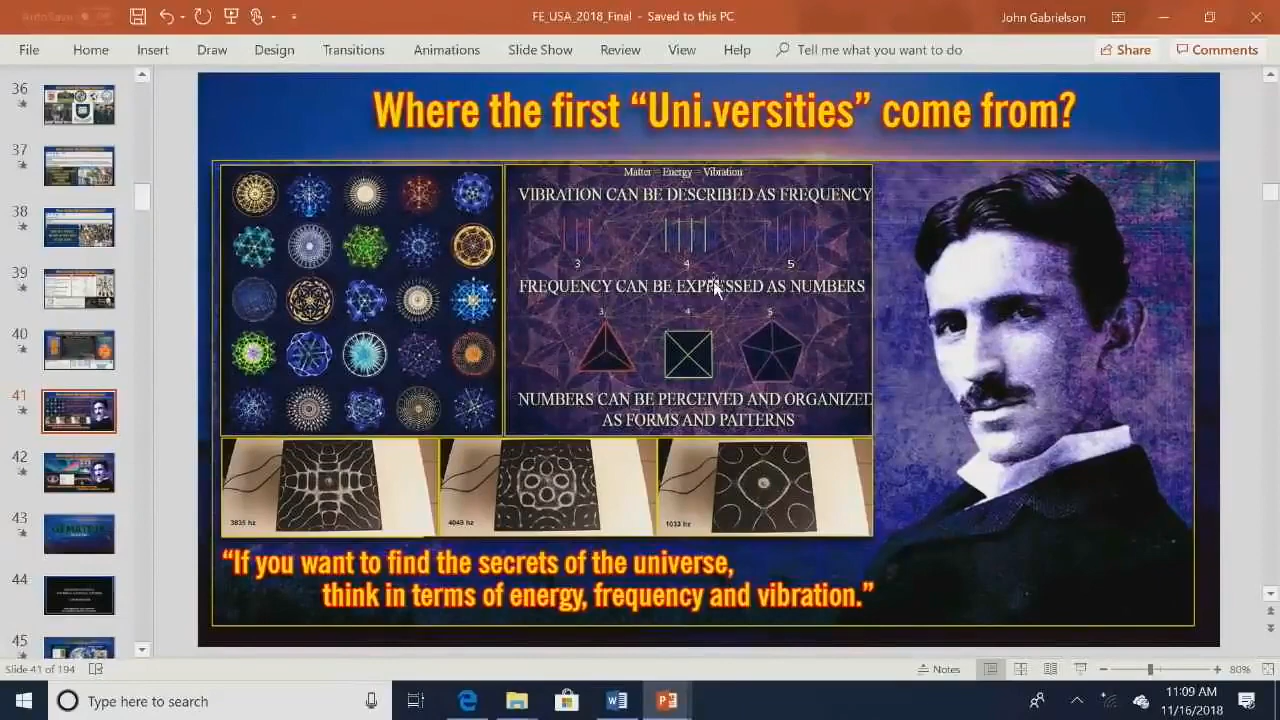 AutoSave
FE_USA_2018_Final - Saved to this PC
John Gabrielson
File Home Insert Draw Design Transitions Animations Slide Show Review View Help Tell me what you want to do Share Comments
36
37
38
39
40
41
42
43
44
45
Where the first “Uni.versities” come from?
Matter = Energy = Vibration
VIBRATION CAN BE DESCRIBED AS FREQUENCY
3 4 5
FREQUENCY CAN BE EXPRESSED AS NUMBERS
3 4 5
NUMBERS CAN BE PERCEIVED AND ORGANIZED
AS FORMS AND PATTERNS
3835 hz 4049 hz 1033 hz
“If you want to find the secrets of the universe,
think in terms of energy, frequency and vibration.”
Slide 41 of 194
Notes
80%
Type here to search
11:09 AM
11/16/2018